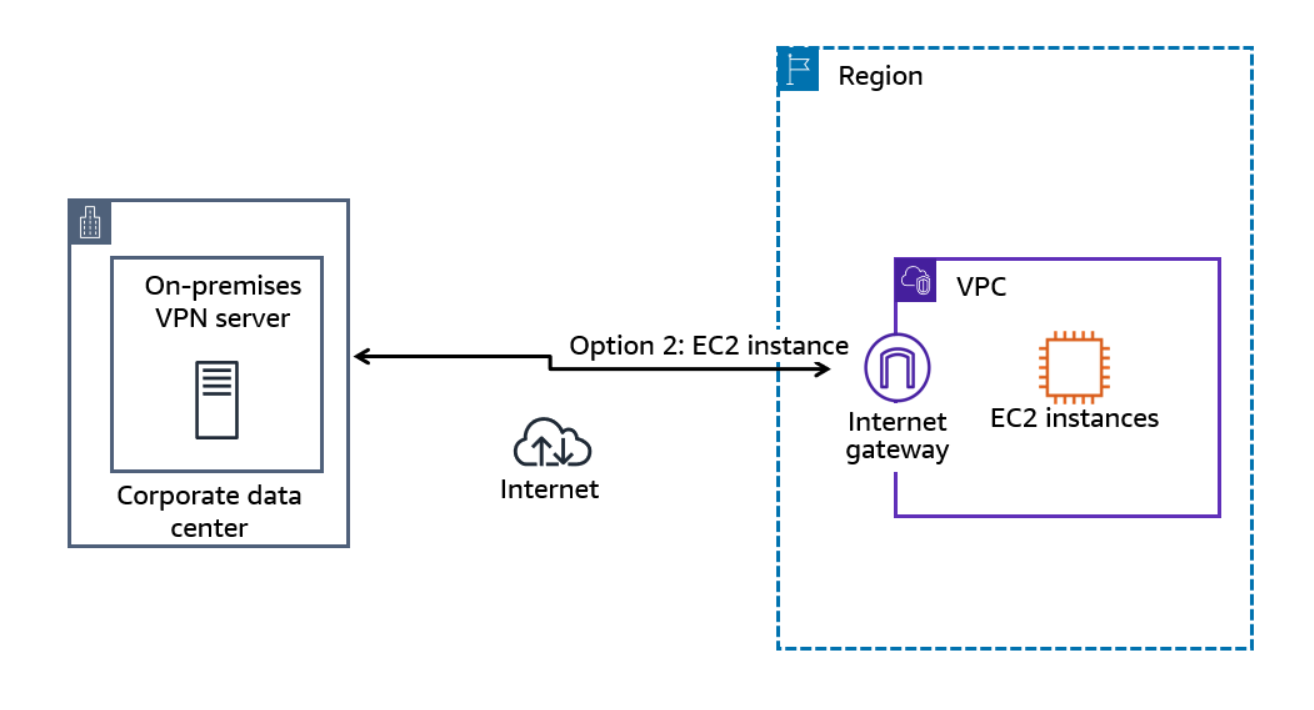 Region
On-premises
VPN server
Corporate data
center
Option 2: EC2 instance
Internet
VPC
Internet
gateway
EC2 instances